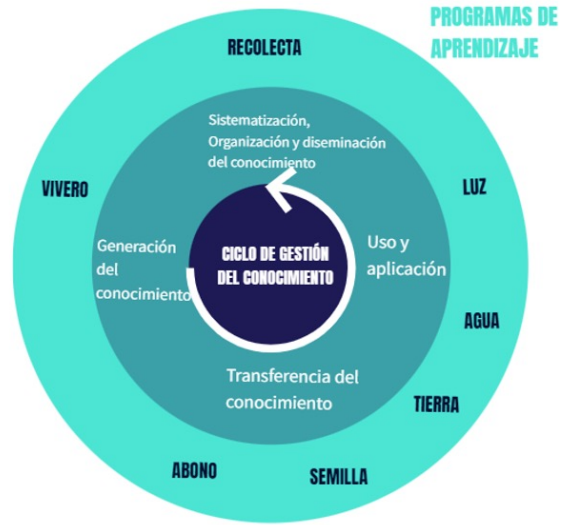 PROGRAMAS DE
APRENDIZAJE
RECOLECTA
Sistematización,
Organización y diseminación
del conocimiento
VIVERO
LUZ
Generación
del
conocimiento
CICLO DE GESTIÓN
DEL CONOCIMIENTO
Uso y
aplicación
AGUA
Transferencia del
conocimiento
TIERRA
ABONO
SEMILLA